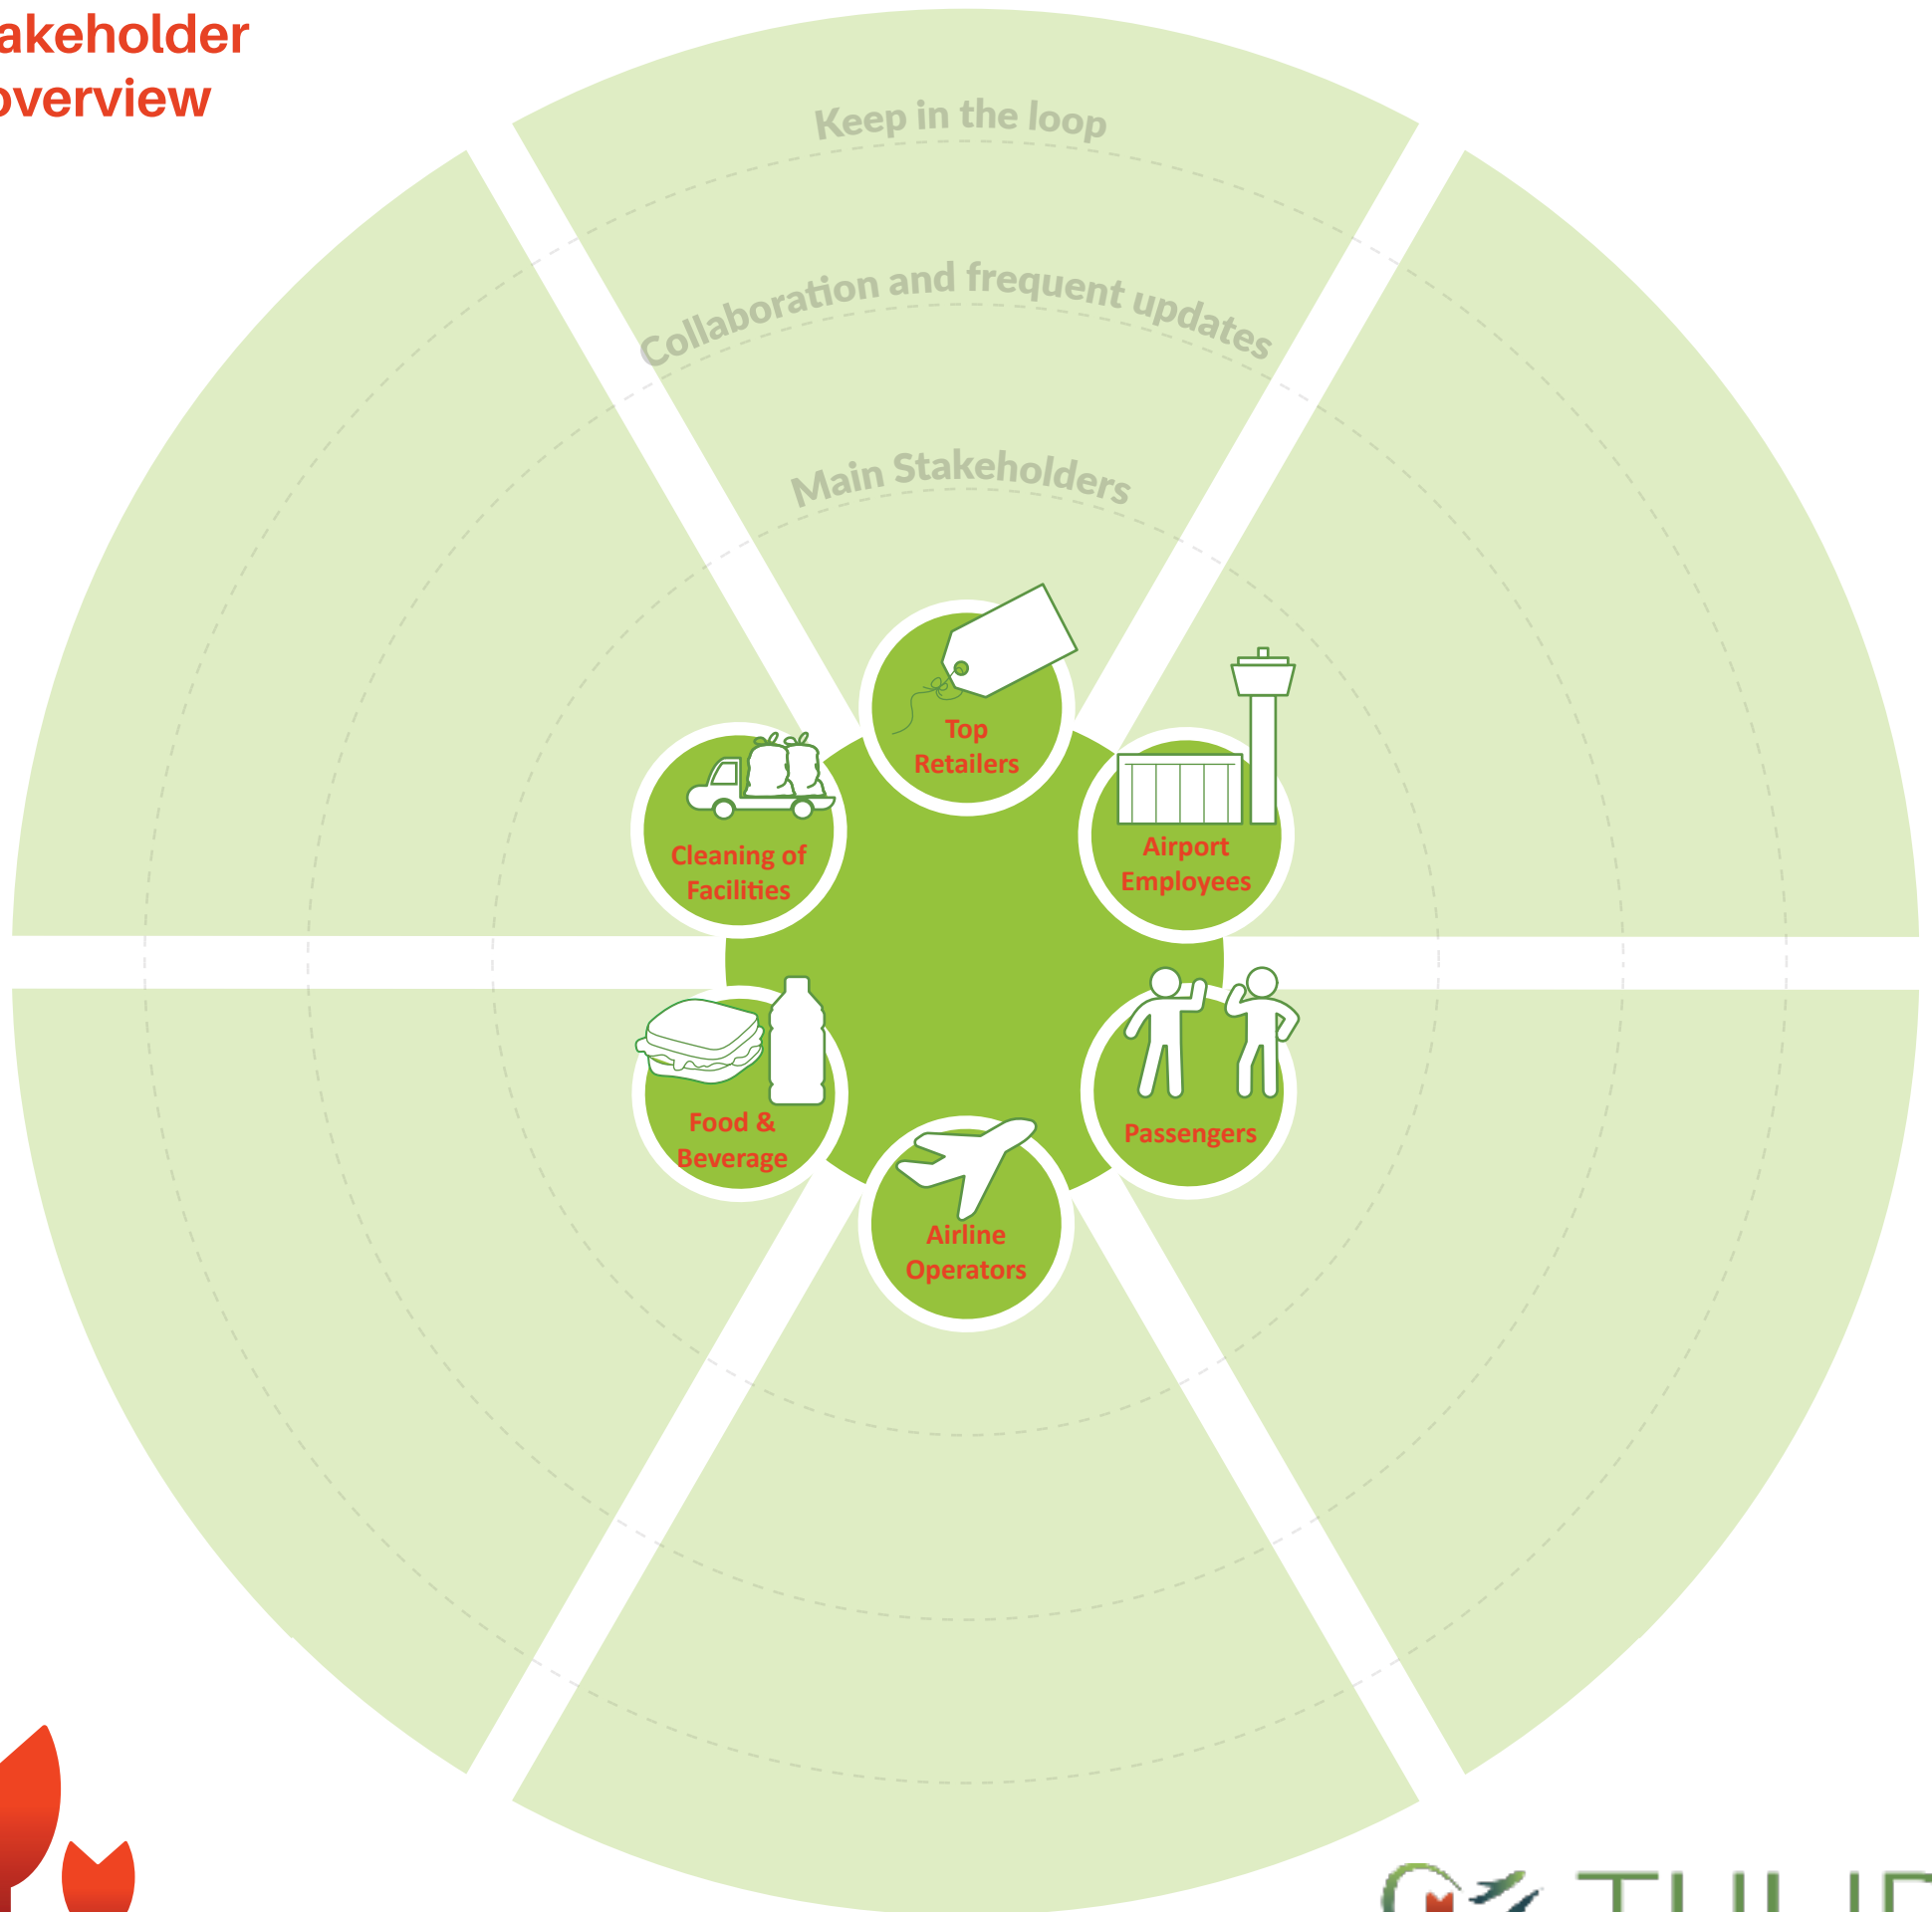 akeholder
overview
Keep in the loop
Collaboration and frequent updates
Main Stakeholders
Top
Retailers
Airport
Employees
Cleaning of
Facilities
Food &
Beverage
Passengers
Airline
Operators